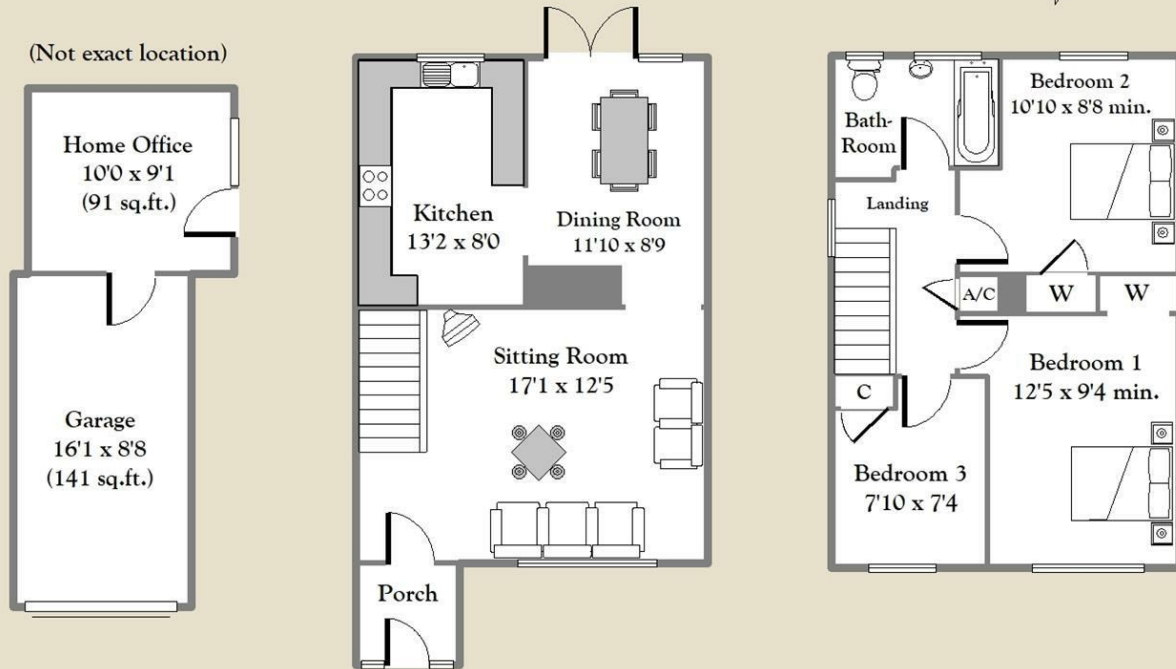 (Not exact location)
Home Office
10'0 x 9'1
(91 sq.ft.)
Garage
16'1 x 8'8
(141 sq.ft.)
Kitchen
13'2 x 8'0
Dining Room
11'10 x 8'9
Sitting Room
17'1 x 12'5
Porch
Bedroom 2
10'10 x 8'8 min.
Bath-
Room
Landing
A/C
W
W
Bedroom 1
12'5 x 9'4 min.
C
Bedroom 3
7'10 x 7'4